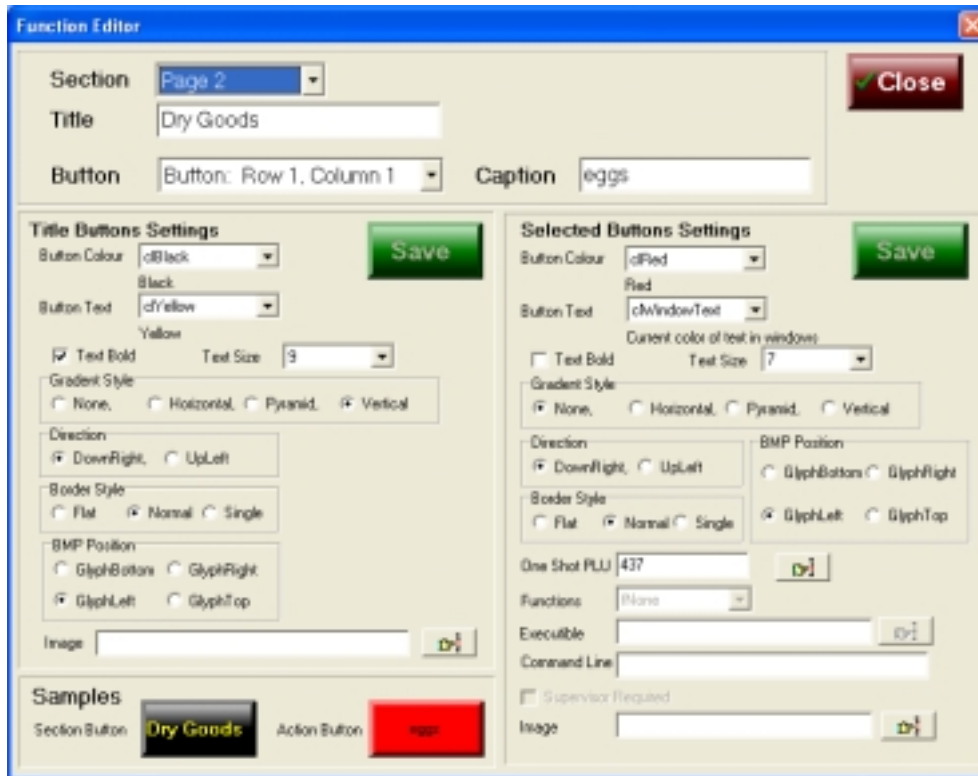 Function Editor
Section Page 2
Close
Title Dry Goods
Button Button: Row 1, Column 1 Caption eggs
Title Buttons Settings
Save
Button Colour clBlack
Black
Button Text clYellow
Yellow
Text Bold Text Size 9
Gradent Style
None, Horizontal, Pyramid, Vertical
Direction
DownRight, UpLeft
Border Style
Flat Normal Single
BMP Position
GlyphBottom GlyphRight
GlyphLeft GlyphTop
Image
Samples
Section Button Dry Goods Action Button eggs
Selected Buttons Settings
Save
Button Colour clRed
Red
Button Text clWindowText
Current color of text in windows
Text Bold Text Size 7
Gradent Style
None, Horizontal, Pyramid, Vertical
Direction
DownRight, UpLeft
BMP Position
GlyphBottom GlyphRight
GlyphLeft GlyphTop
Border Style
Flat Normal Single
One Shot PLU 437
Functions
Executible
Command Line
Supervisor Required
Image